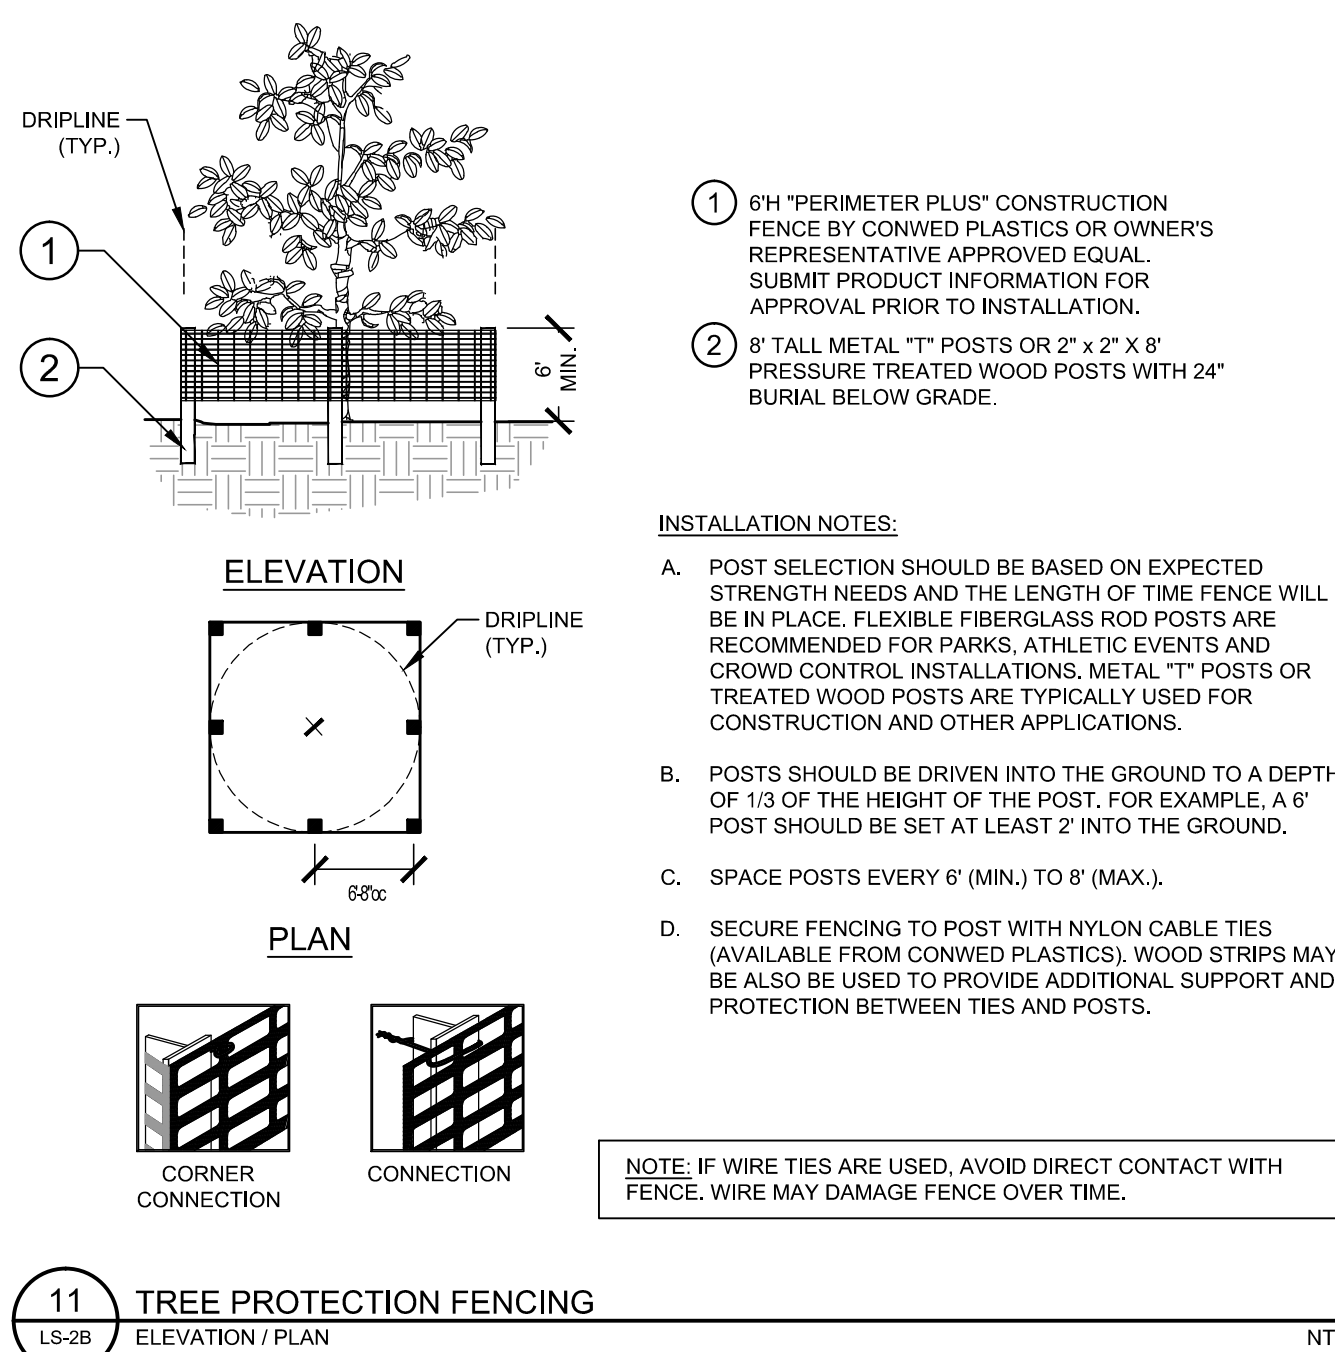 DRIPLINE
(TYP.)
1
2
6'
MIN.
1 6'H "PERIMETER PLUS" CONSTRUCTION
FENCE BY CONWED PLASTICS OR OWNER'S
REPRESENTATIVE APPROVED EQUAL.
SUBMIT PRODUCT INFORMATION FOR
APPROVAL PRIOR TO INSTALLATION.
2 8' TALL METAL "T" POSTS OR 2" x 2" X 8'
PRESSURE TREATED WOOD POSTS WITH 24"
BURIAL BELOW GRADE.
ELEVATION
DRIPLINE
(TYP.)
6'-8"oc
PLAN
CORNER
CONNECTION
CONNECTION
INSTALLATION NOTES:
A. POST SELECTION SHOULD BE BASED ON EXPECTED
STRENGTH NEEDS AND THE LENGTH OF TIME FENCE WILL
BE IN PLACE. FLEXIBLE FIBERGLASS ROD POSTS ARE
RECOMMENDED FOR PARKS, ATHLETIC EVENTS AND
CROWD CONTROL INSTALLATIONS. METAL "T" POSTS OR
TREATED WOOD POSTS ARE TYPICALLY USED FOR
CONSTRUCTION AND OTHER APPLICATIONS.
B. POSTS SHOULD BE DRIVEN INTO THE GROUND TO A DEPTH
OF 1/3 OF THE HEIGHT OF THE POST. FOR EXAMPLE, A 6'
POST SHOULD BE SET AT LEAST 2' INTO THE GROUND.
C. SPACE POSTS EVERY 6' (MIN.) TO 8' (MAX.).
D. SECURE FENCING TO POST WITH NYLON CABLE TIES
(AVAILABLE FROM CONWED PLASTICS). WOOD STRIPS MAY
BE ALSO BE USED TO PROVIDE ADDITIONAL SUPPORT AND
PROTECTION BETWEEN TIES AND POSTS.
NOTE: IF WIRE TIES ARE USED, AVOID DIRECT CONTACT WITH
FENCE. WIRE MAY DAMAGE FENCE OVER TIME.
11 TREE PROTECTION FENCING
LS-2B ELEVATION / PLAN NT